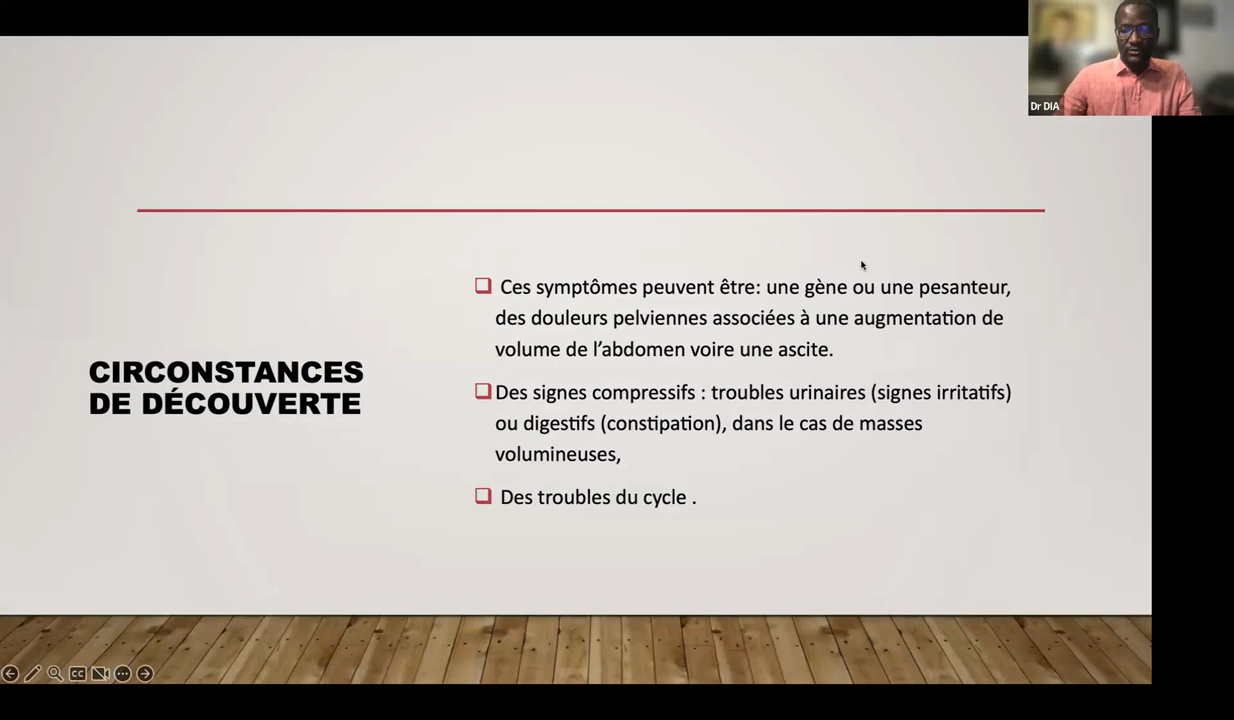 Dr DIA
CIRCONSTANCES
DE DÉCOUVERTE
Ces symptômes peuvent être: une gène ou une pesanteur,
des douleurs pelviennes associées à une augmentation de
volume de l’abdomen voire une ascite.
Des signes compressifs : troubles urinaires (signes irritatifs)
ou digestifs (constipation), dans le cas de masses
volumineuses,
Des troubles du cycle .
CC